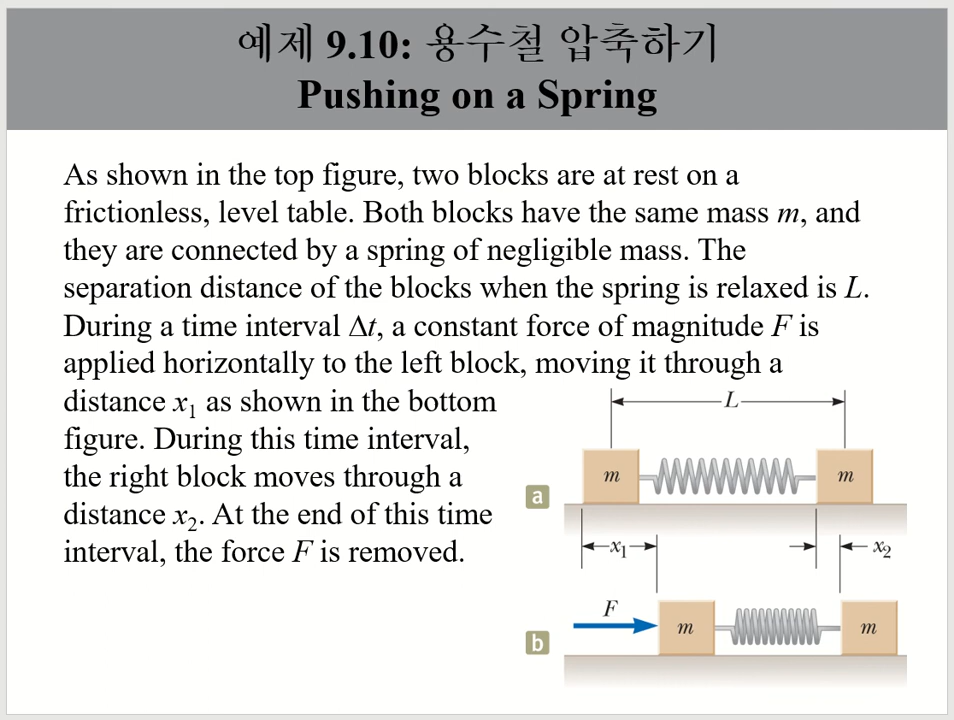 예제 9.10: 용수철 압축하기
Pushing on a Spring
As shown in the top figure, two blocks are at rest on a
frictionless, level table. Both blocks have the same mass m, and
they are connected by a spring of negligible mass. The
separation distance of the blocks when the spring is relaxed is L.
During a time interval Δt, a constant force of magnitude F is
applied horizontally to the left block, moving it through a
distance x₁ as shown in the bottom
figure. During this time interval,
the right block moves through a
distance x₂. At the end of this time
interval, the force F is removed.
L
m
m
a
x₁
x₂
F
m
m
b